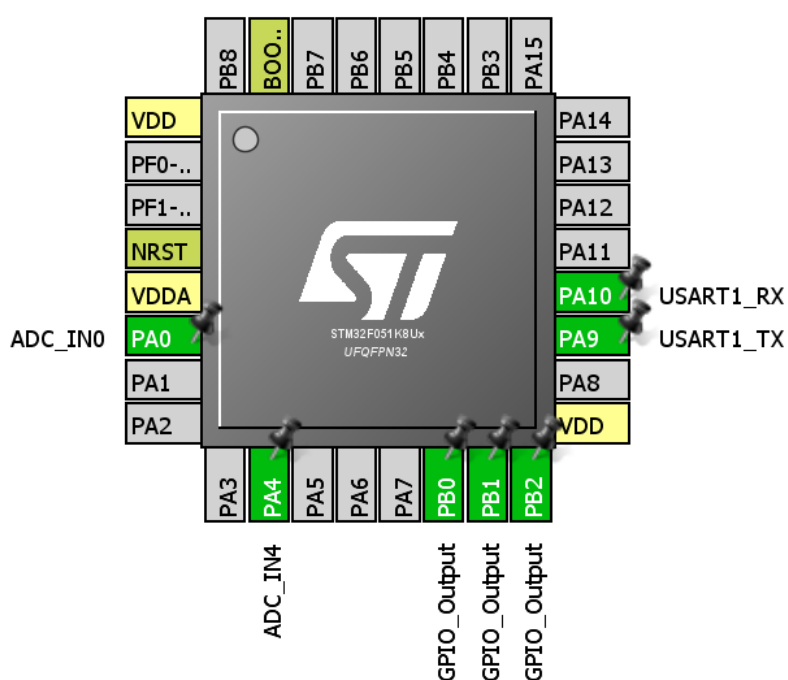 PB8
BOO..
PB7
PB6
PB5
PB4
PB3
PA15
VDD
PF0-..
PF1-..
NRST
VDDA
ADC_IN0
PA0
PA1
PA2
PA14
PA13
PA12
PA11
PA10
USART1_RX
PA9
USART1_TX
PA8
VDD
STM32F051K8Ux
UFQFPN32
PA3
PA4
PA5
PA6
PA7
PB0
PB1
PB2
ADC_IN4
GPIO_Output
GPIO_Output
GPIO_Output